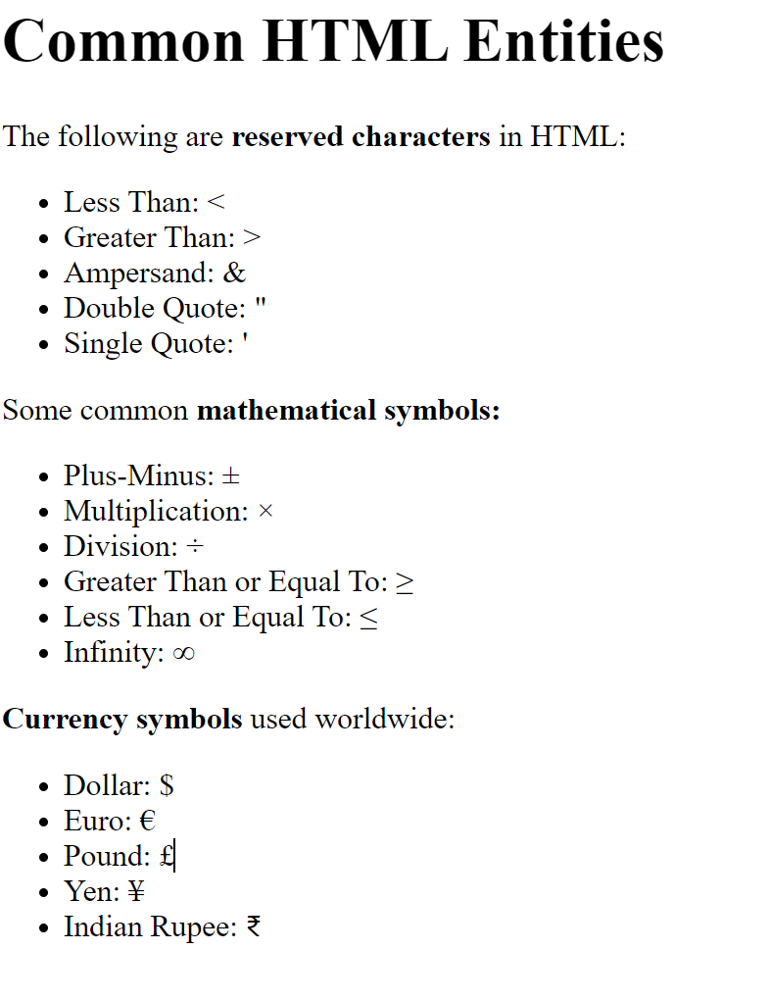 Common HTML Entities
The following are reserved characters in HTML:
• Less Than: <
• Greater Than: >
• Ampersand: &
• Double Quote: "
• Single Quote: '
Some common mathematical symbols:
• Plus-Minus: ±
• Multiplication: ×
• Division: ÷
• Greater Than or Equal To: ≥
• Less Than or Equal To: ≤
• Infinity: ∞
Currency symbols used worldwide:
• Dollar: $
• Euro: €
• Pound: £
• Yen: ¥
• Indian Rupee: ₹